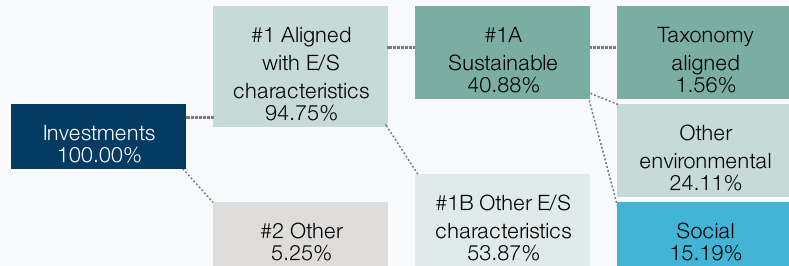 Investments
100.00%
#1 Aligned
with E/S
characteristics
94.75%
#2 Other
5.25%
#1A
Sustainable
40.88%
#1B Other E/S
characteristics
53.87%
Taxonomy
aligned
1.56%
Other
environmental
24.11%
Social
15.19%